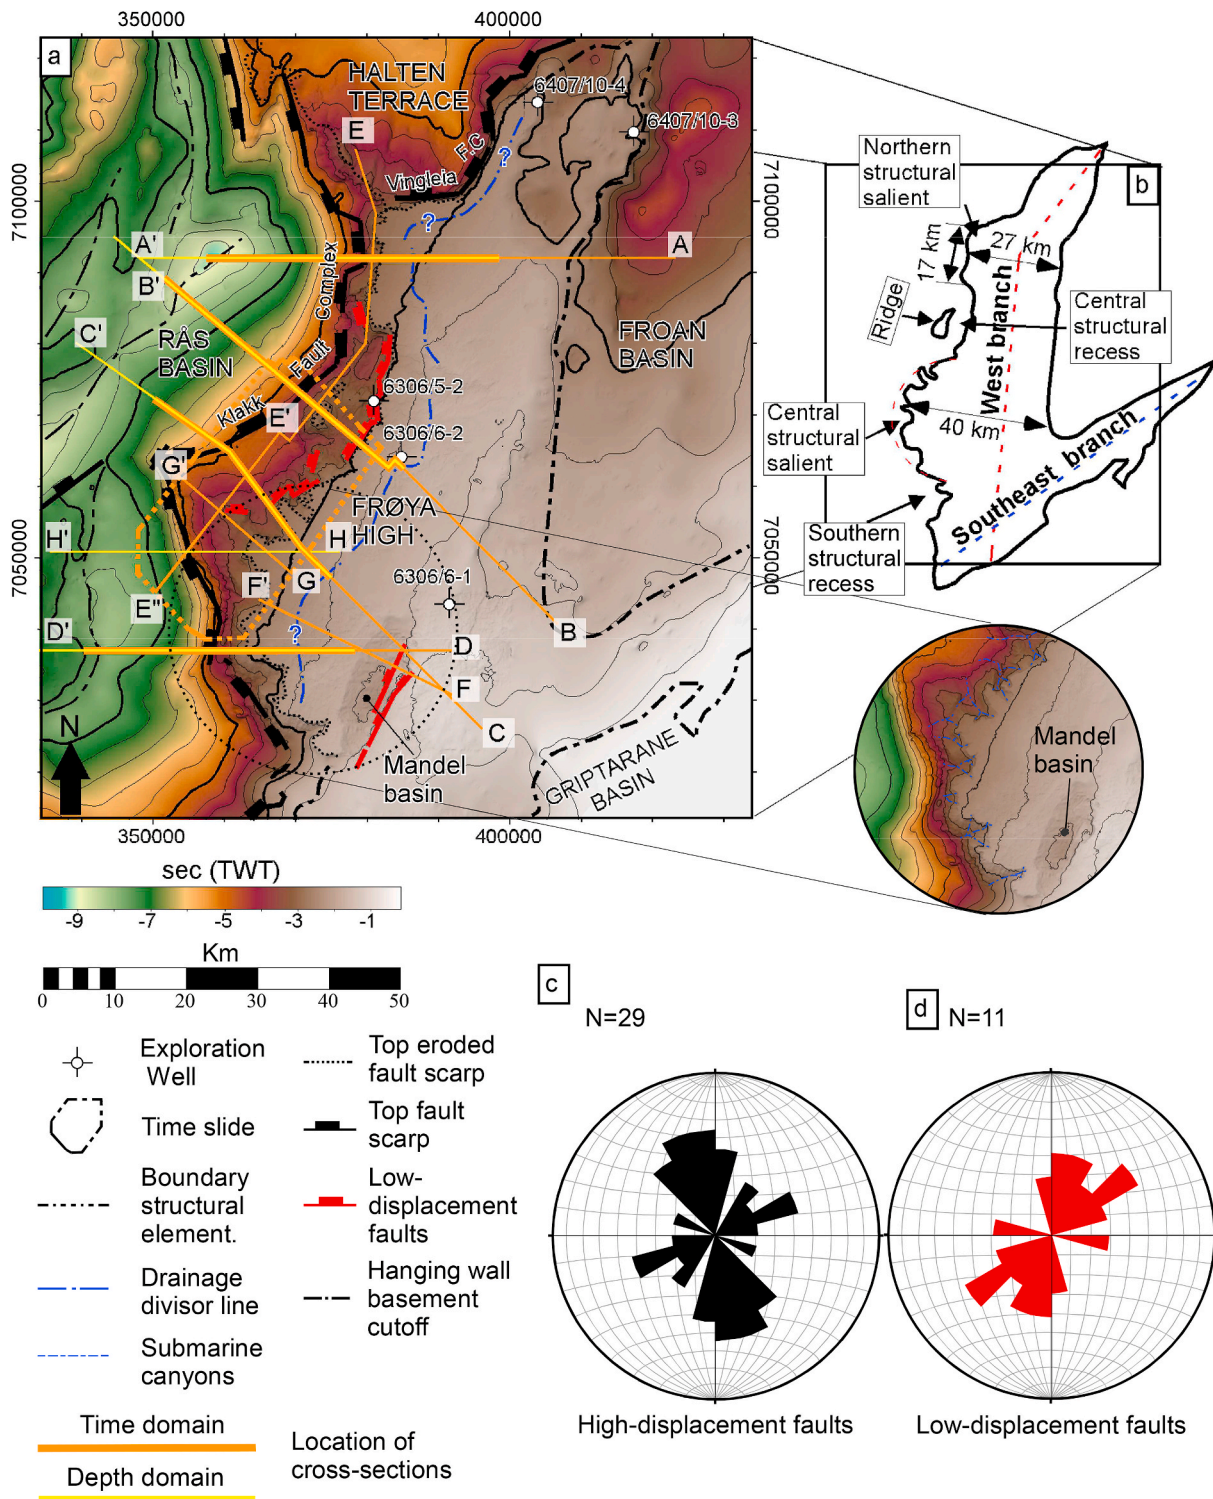 350000
400000
a
HALTEN
TERRACE
6407/10-4
6407/10-3
E
F.C
Vingleia
?
?
7100000
7100000
A'
A
B'
Complex
C'
RÅS
BASIN
FROAN
BASIN
Fault
Klakk
6306/5-2
E'
6306/6-2
G'
FRØYA
HIGH
H'
H
7050000
7050000
F'
G
6306/6-1
E"
B
D'
?
D
F
N
C
Mandel
basin
GRIPTARANE
BASIN
350000
400000
b
Northern
structural
salient
17 km
27 km
Ridge
West branch
Central
structural
recess
Central
structural
salient
40 km
Southeast branch
Southern
structural
recess
Mandel
basin
sec (TWT)
-9
-7
-5
-3
-1
Km
0
10
20
30
40
50
Exploration
Well
Time slide
Boundary
structural
element.
Drainage
divisor line
Submarine
canyons
Top eroded
fault scarp
Top fault
scarp
Low-
displacement
faults
Hanging wall
basement
cutoff
Time domain
Depth domain
Location of
cross-sections
c
N=29
High-displacement faults
d
N=11
Low-displacement faults